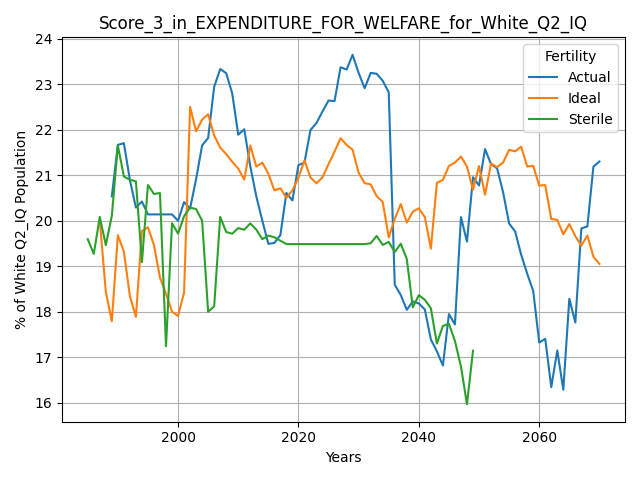 Score_3_in_EXPENDITURE_FOR_WELFARE_for_White_Q2_IQ
Fertility
Actual
Ideal
Sterile
% of White Q2_IQ Population
24
23
22
21
20
19
18
17
16
2000
2020
2040
2060
Years